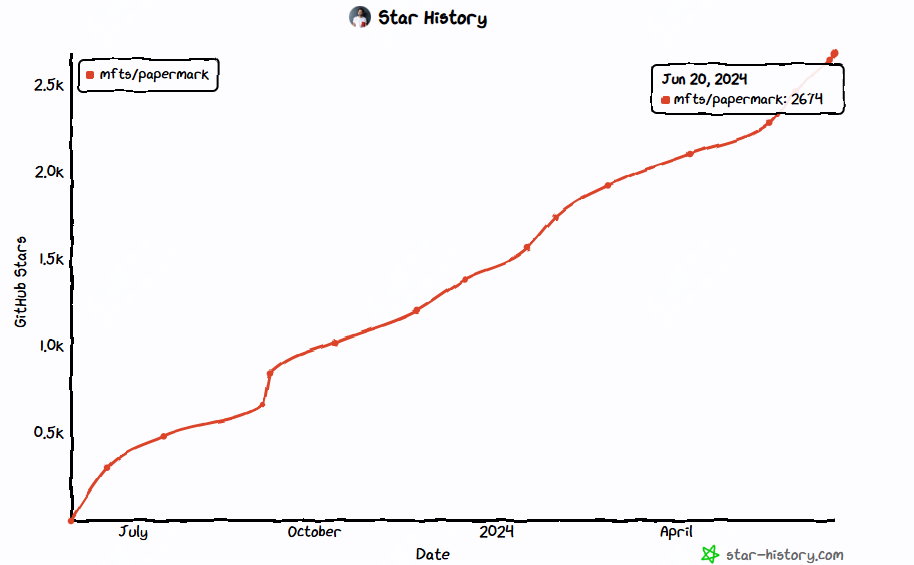 Star History
mfts/papermark
Jun 20, 2024
mfts/papermark: 2674
2.5k
2.0k
1.5k
1.0k
0.5k
GitHub Stars
July
October
2024
April
Date
star-history.com